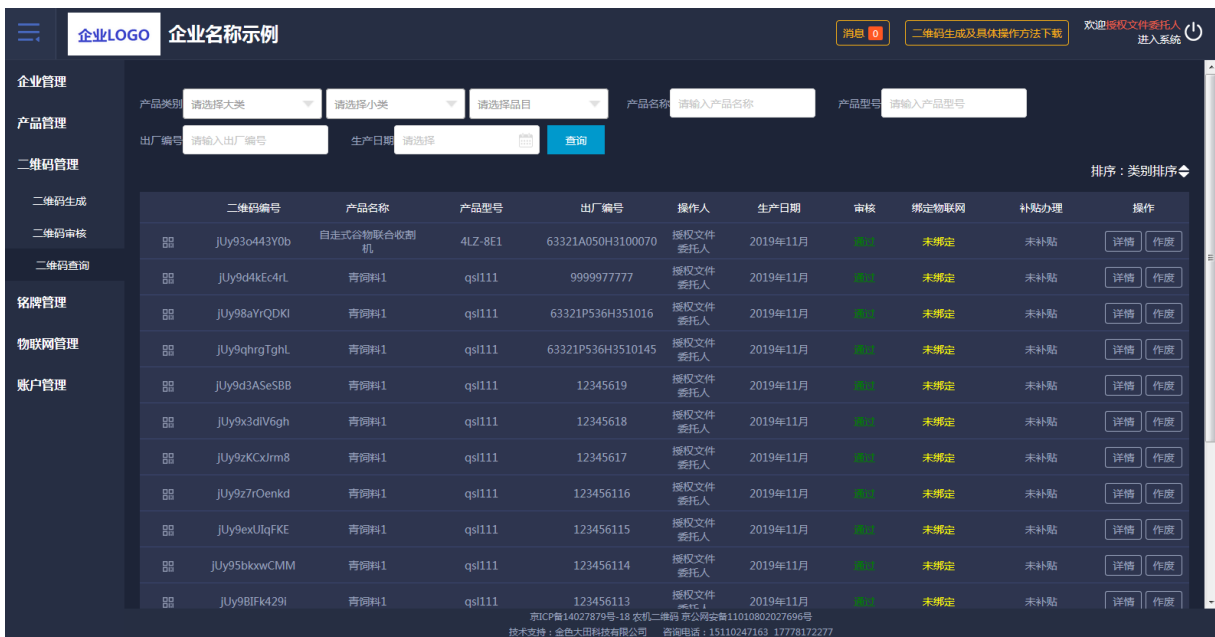 企业LOGO 企业名称示例 消息 0 二维码生成及具体操作方法下载 欢迎授权文件委托人
进入系统
企业管理
产品管理
二维码管理
二维码生成
二维码审核
二维码查询
铭牌管理
物联网管理
账户管理
产品类别 请选择大类 请选择小类 请选择品目 产品名称 请输入产品名称 产品型号 请输入产品型号
出厂编号 请输入出厂编号 生产日期 请选择 查询
排序：类别排序
二维码编号 产品名称 产品型号 出厂编号 操作人 生产日期 审核 绑定物联网 补贴办理 操作
jUy93o443Y0b 自走式谷物联合收割机 4LZ-8E1 63321A050H3100070 授权文件委托人 2019年11月 通过 未绑定 未补贴 详情 作废
jUy9d4kEc4rL 青饲料1 qsl111 9999977777 授权文件委托人 2019年11月 通过 未绑定 未补贴 详情 作废
jUy98aYrQDKl 青饲料1 qsl111 63321P536H351016 授权文件委托人 2019年11月 通过 未绑定 未补贴 详情 作废
jUy9qhrgTghL 青饲料1 qsl111 63321P536H3510145 授权文件委托人 2019年11月 通过 未绑定 未补贴 详情 作废
jUy9d3ASeSBB 青饲料1 qsl111 12345619 授权文件委托人 2019年11月 通过 未绑定 未补贴 详情 作废
jUy9x3diV6gh 青饲料1 qsl111 12345618 授权文件委托人 2019年11月 通过 未绑定 未补贴 详情 作废
jUy9zKCxJrm8 青饲料1 qsl111 12345617 授权文件委托人 2019年11月 通过 未绑定 未补贴 详情 作废
jUy9z7rOenkd 青饲料1 qsl111 123456116 授权文件委托人 2019年11月 通过 未绑定 未补贴 详情 作废
jUy9exUIqFKE 青饲料1 qsl111 123456115 授权文件委托人 2019年11月 通过 未绑定 未补贴 详情 作废
jUy95bkxwCMM 青饲料1 qsl111 123456114 授权文件委托人 2019年11月 通过 未绑定 未补贴 详情 作废
jUy9BIFk429i 青饲料1 qsl111 123456113 授权文件委托人 2019年11月 通过 未绑定 未补贴 详情 作废
京ICP备14027879号-18 农机二维码 京公网安备11010802027696号
技术支持：金色大田科技有限公司 咨询电话：15110247163 17778172277